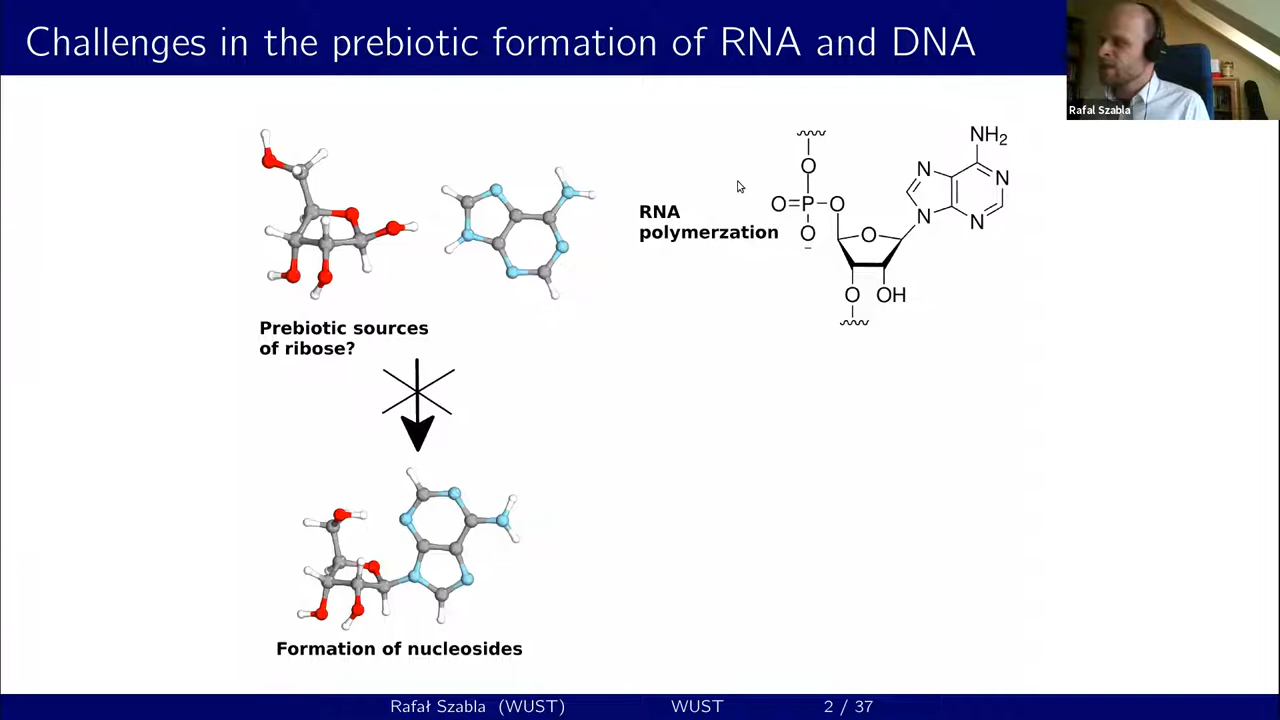 Challenges in the prebiotic formation of RNA and DNA
Rafal Szabla
Prebiotic sources
of ribose?
RNA
polymerzation
O
O=P-O
O
−
O
O OH
N
N
N
N
NH2
Formation of nucleosides
Rafał Szabla (WUST) WUST 2 / 37